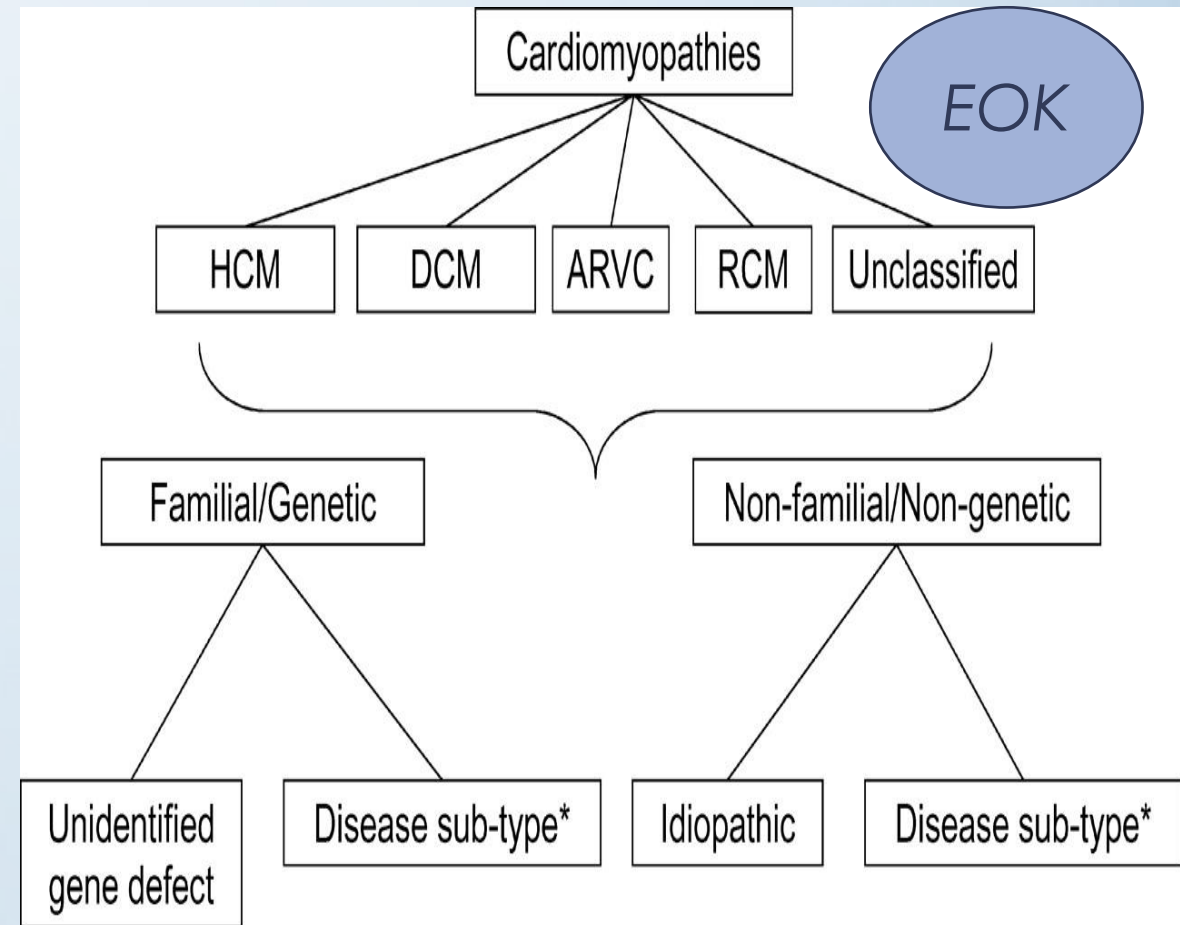 Cardiomyopathies
EOK
HCM
DCM
ARVC
RCM
Unclassified
Familial/Genetic
Non-familial/Non-genetic
Unidentified
gene defect
Disease sub-type*
Idiopathic
Disease sub-type*